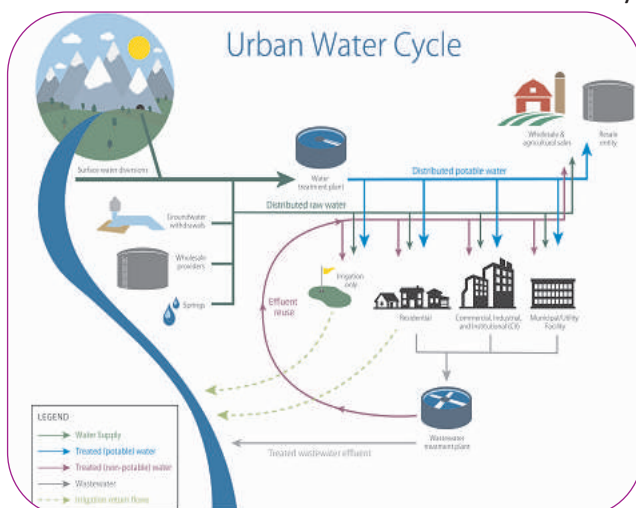 Urban Water Cycle
Surface water diversions
Water
(treatment plant)
Wholesale &
agricultural sales
Resale
entity
Distributed potable water
Distributed raw water
Groundwater
withdrawals
Wholesale
providers
Springs
Effluent
reuse
Irrigation
only
Residential
Commercial, Industrial,
and Institutional (CII)
Municipal/Utility
Facility
Wastewater
treatment plant
Treated wastewater effluent
LEGEND
Water Supply
Treated (potable) water
Treated (non-potable) water
Wastewater
Irrigation return flows